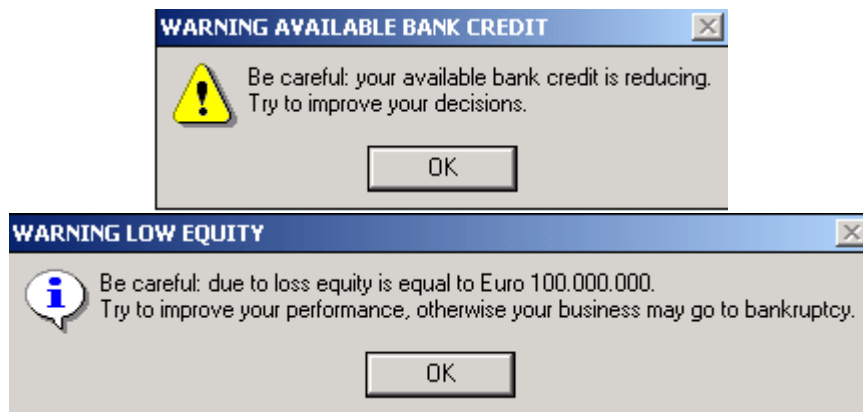 WARNING AVAILABLE BANK CREDIT
Be careful: your available bank credit is reducing.
Try to improve your decisions.
OK
WARNING LOW EQUITY
Be careful: due to loss equity is equal to Euro 100.000.000.
Try to improve your performance, otherwise your business may go to bankruptcy.
OK